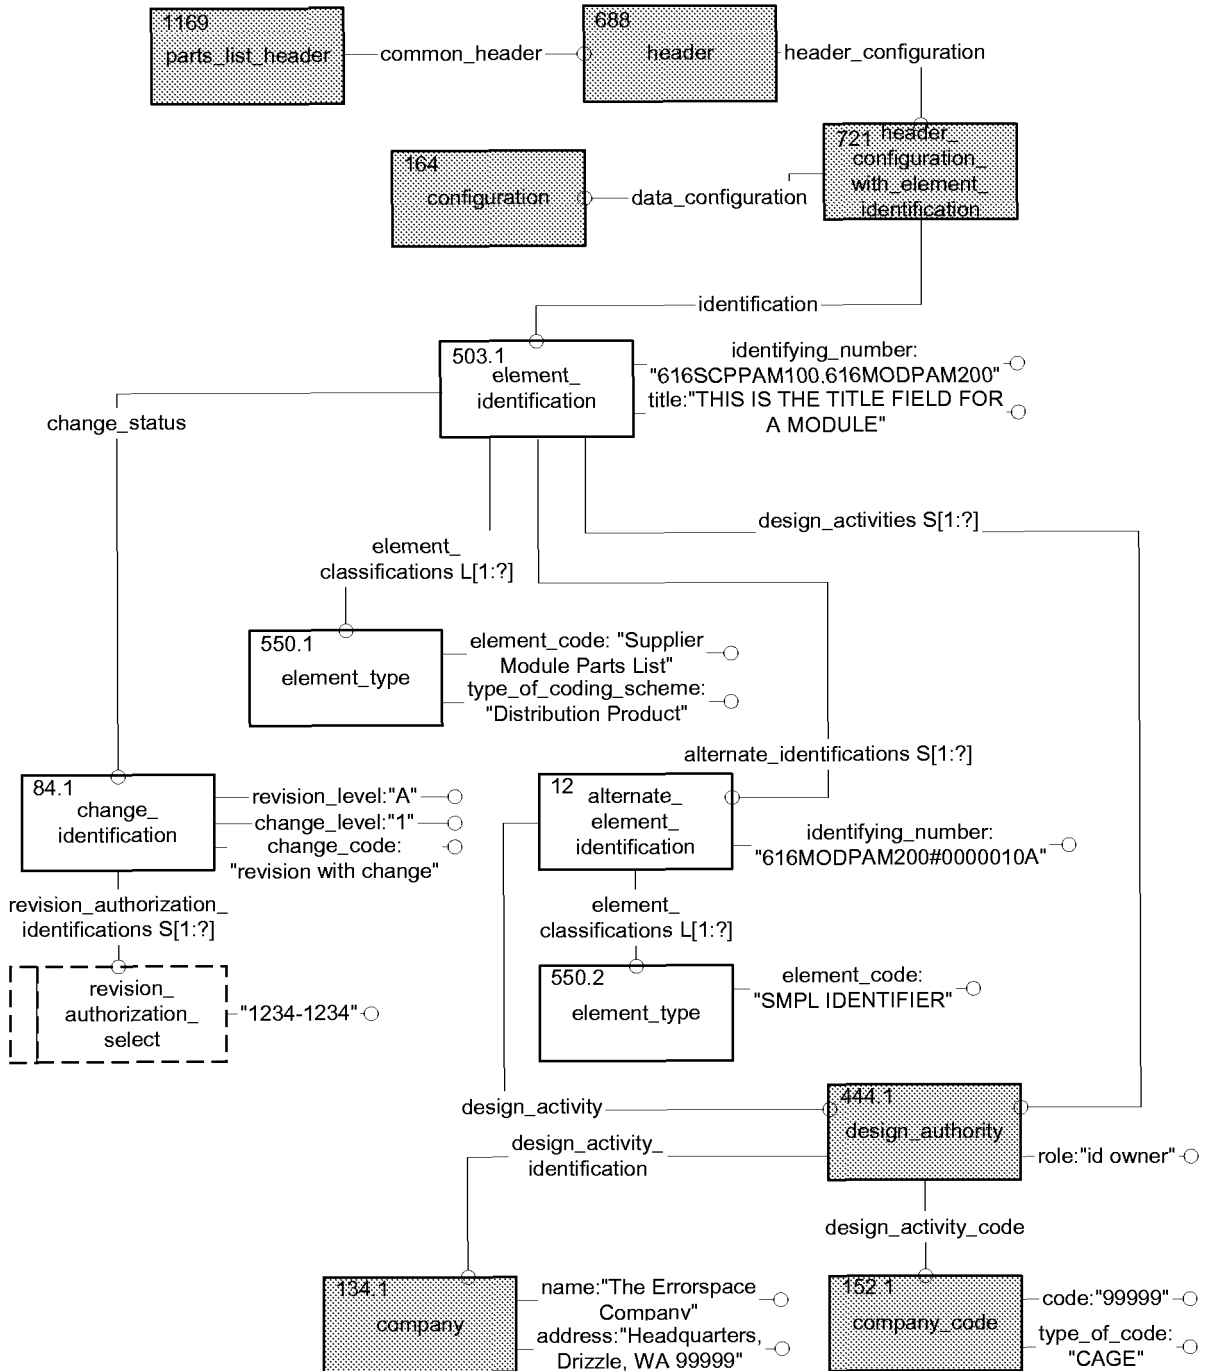 1169
parts_list_header
common_header
688
header
header_configuration
164
configuration
data_configuration
721
header_
configuration_
with_element_
identification
identification
503.1
element_
identification
identifying_number:
"616SCPPAM100.616MODPAM200"
title:"THIS IS THE TITLE FIELD FOR
A MODULE"
change_status
design_activities S[1:?]
element_
classifications L[1:?]
550.1
element_type
element_code: "Supplier
Module Parts List"
type_of_coding_scheme:
"Distribution Product"
alternate_identifications S[1:?]
84.1
change_
identification
revision_level:"A"
change_level:"1"
change_code:
"revision with change"
12
alternate_
element_
identification
identifying_number:
"616MODPAM200#0000010A"
revision_authorization_
identifications S[1:?]
element_
classifications L[1:?]
revision_
authorization_
select
"1234-1234"
550.2
element_type
element_code:
"SMPL IDENTIFIER"
design_activity
444.1
design_authority
role:"id owner"
design_activity_
identification
design_activity_code
134.1
company
name:"The Errorspace
Company"
address:"Headquarters,
Drizzle, WA 99999"
152.1
company_code
code:"99999"
type_of_code:
"CAGE"